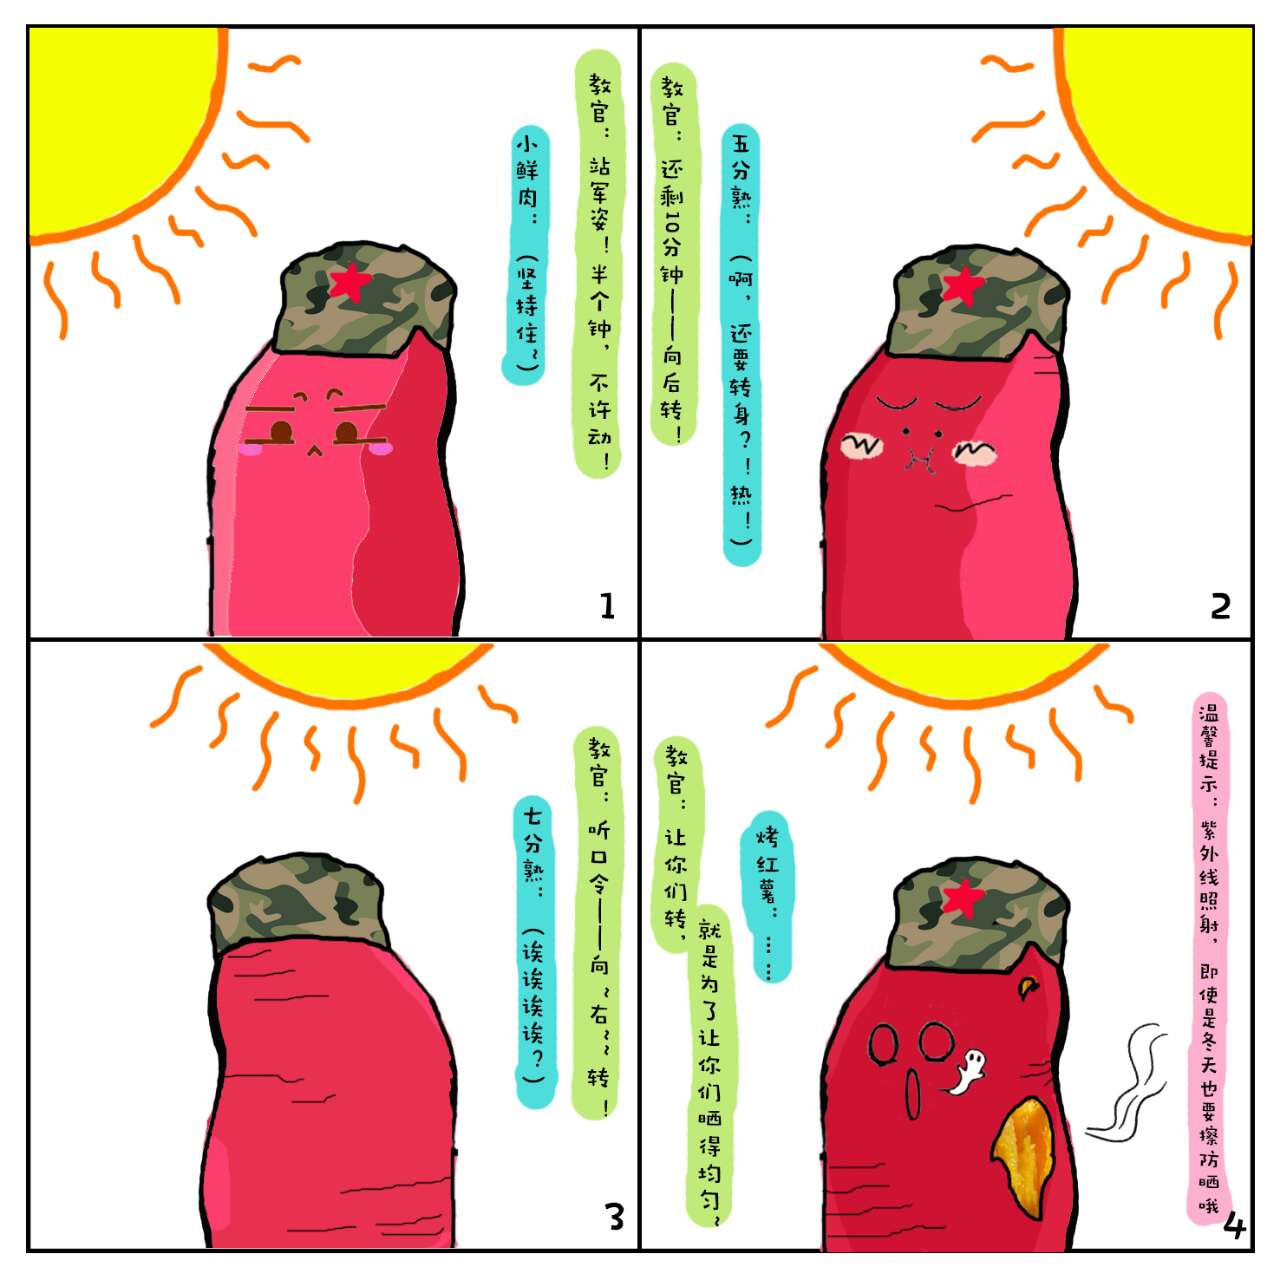 教官：站军姿！半个钟，不许动！
小鲜肉：（坚持住~）
1
教官：还剩10分钟——向后转！
五分熟：（啊，还要转身？！热！）
2
教官：听口令——向~右~~转！
七分熟：（诶诶诶诶？）
3
教官：让你们转，
就是为了让你们晒得均匀~
烤红薯：……
温馨提示：紫外线照射，即使是冬天也要擦防晒哦
4